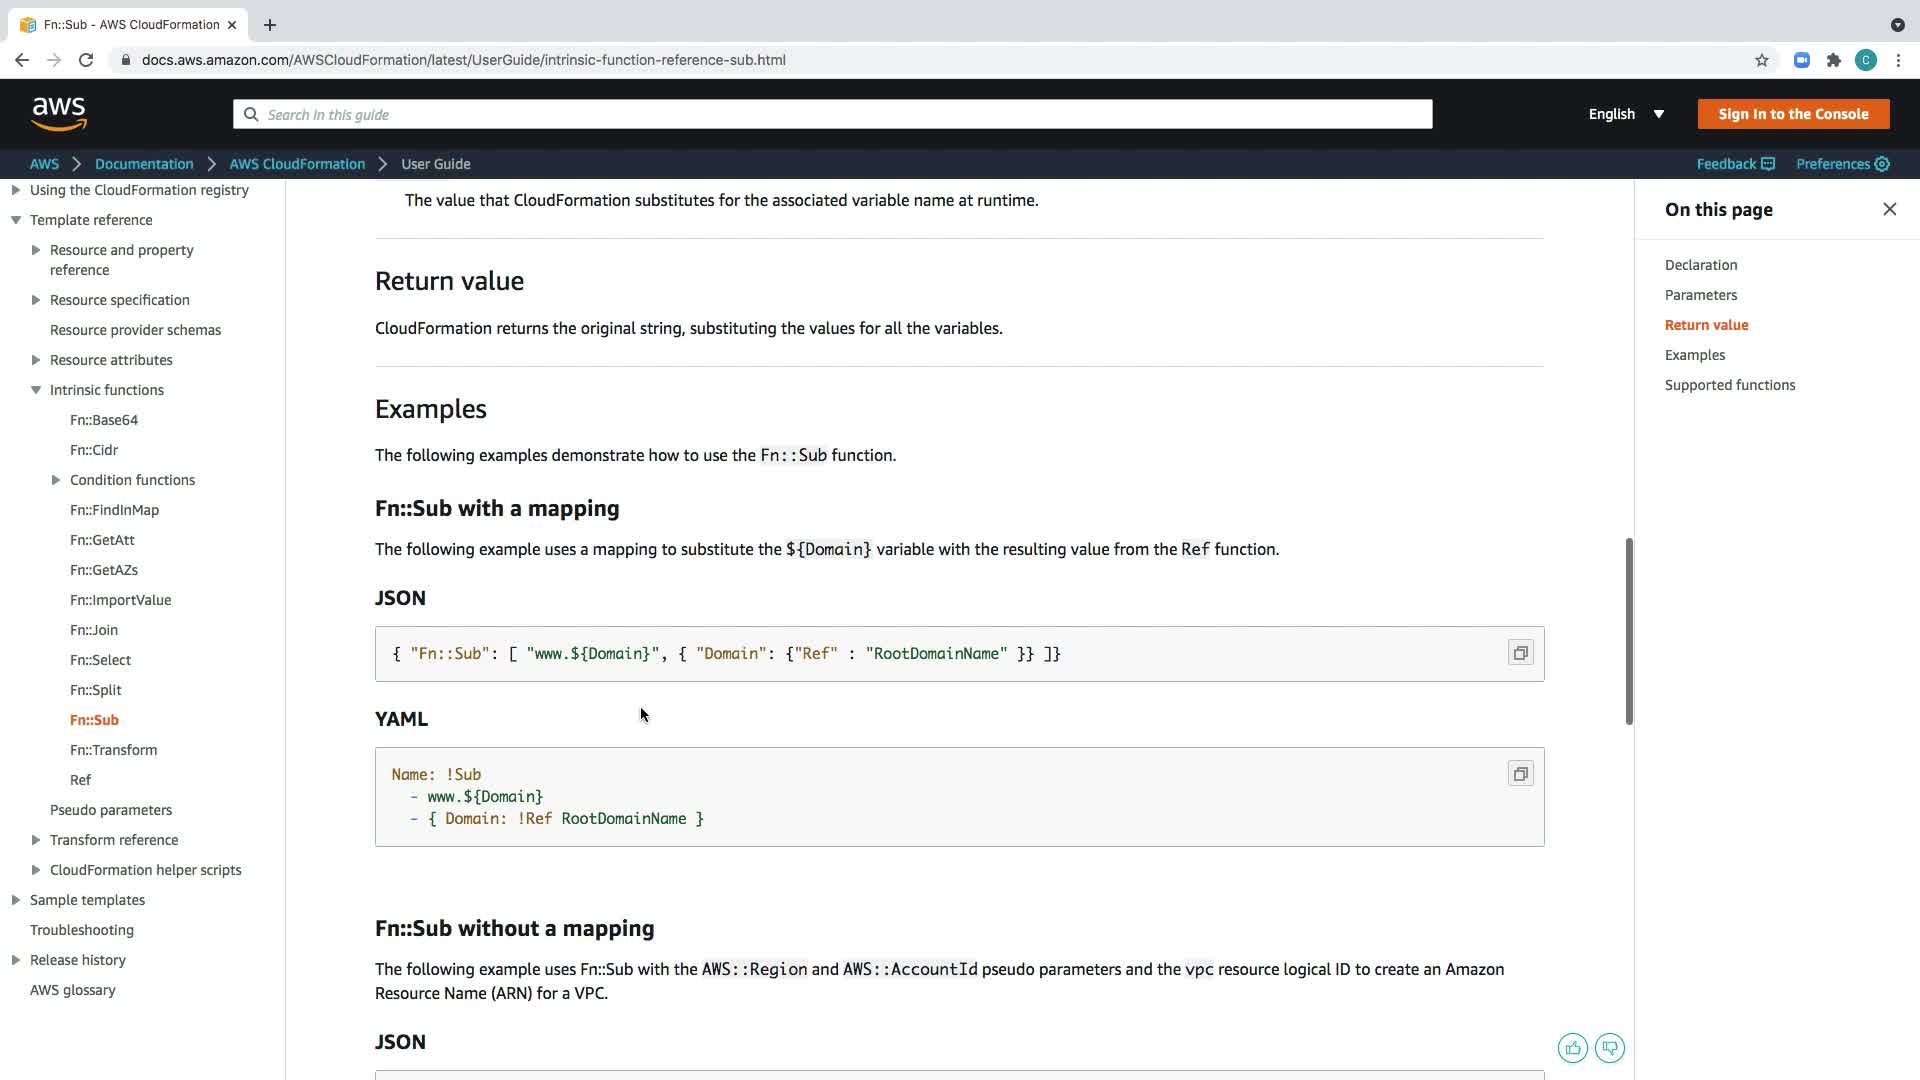 Fn::Sub - AWS CloudFormation
docs.aws.amazon.com/AWSCloudFormation/latest/UserGuide/intrinsic-function-reference-sub.html
C
aws
Search in this guide
English
Sign In to the Console
AWS
Documentation
AWS CloudFormation
User Guide
Feedback
Preferences
Using the CloudFormation registry
Template reference
Resource and property
reference
Resource specification
Resource provider schemas
Resource attributes
Intrinsic functions
Fn::Base64
Fn::Cidr
Condition functions
Fn::FindInMap
Fn::GetAtt
Fn::GetAZs
Fn::ImportValue
Fn::Join
Fn::Select
Fn::Split
Fn::Sub
Fn::Transform
Ref
Pseudo parameters
Transform reference
CloudFormation helper scripts
Sample templates
Troubleshooting
Release history
AWS glossary
The value that CloudFormation substitutes for the associated variable name at runtime.
Return value
CloudFormation returns the original string, substituting the values for all the variables.
Examples
The following examples demonstrate how to use the Fn::Sub function.
Fn::Sub with a mapping
The following example uses a mapping to substitute the ${Domain} variable with the resulting value from the Ref function.
JSON
{ "Fn::Sub": [ "www.${Domain}", { "Domain": {"Ref" : "RootDomainName" }} ]}
YAML
Name: !Sub
- www.${Domain}
- { Domain: !Ref RootDomainName }
Fn::Sub without a mapping
The following example uses Fn::Sub with the AWS::Region and AWS::AccountId pseudo parameters and the vpc resource logical ID to create an Amazon
Resource Name (ARN) for a VPC.
JSON
On this page
Declaration
Parameters
Return value
Examples
Supported functions